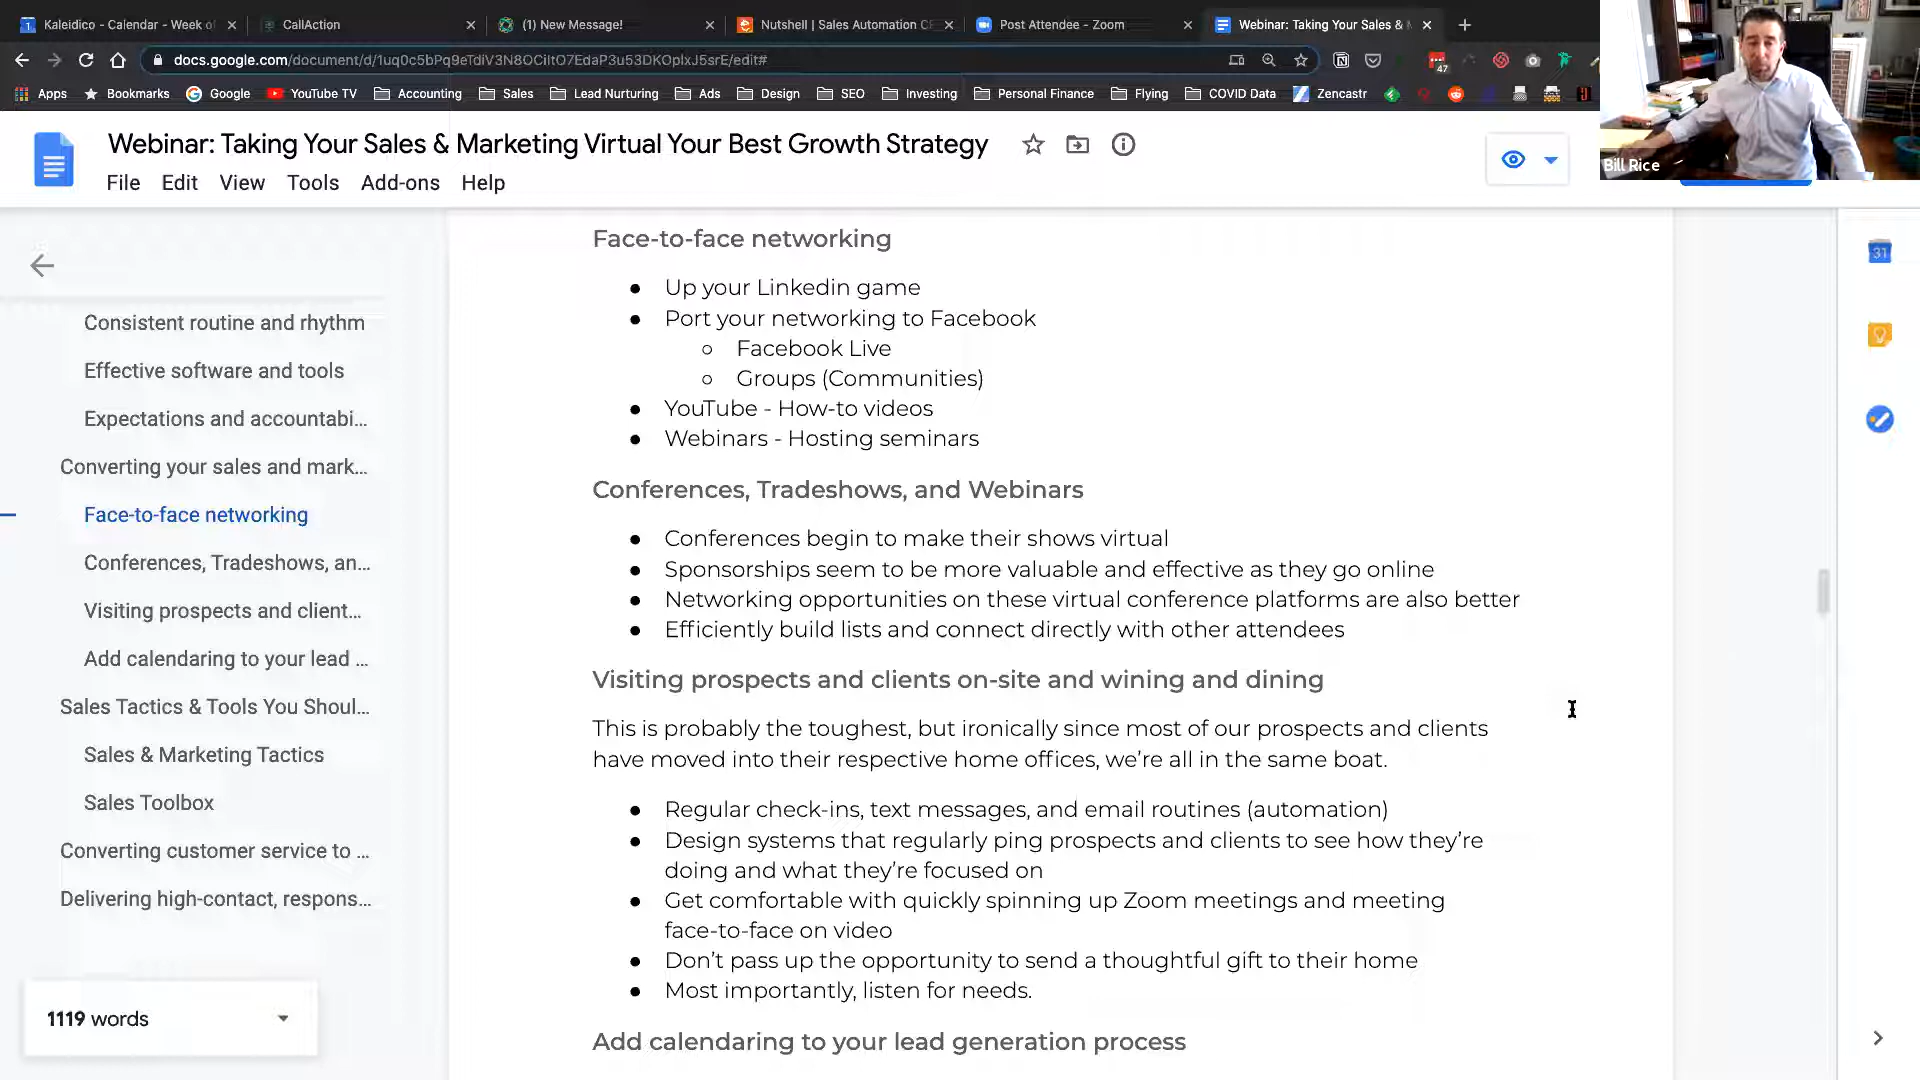 Kaleidico - Calendar - Week o
CallAction
(1) New Message!
Nutshell | Sales Automation C
Post Attendee - Zoom
Webinar: Taking Your Sales &
docs.google.com/document/d/1uq0c5bPq9eTdlV3N8OCiltO7EdaP3u53DKOplxJ5srE/edit#
47
Apps
Bookmarks
Google
YouTube TV
Accounting
Sales
Lead Nurturing
Ads
Design
SEO
Investing
Personal Finance
Flying
COVID Data
Zencastr
Bill Rice
Webinar: Taking Your Sales & Marketing Virtual Your Best Growth Strategy
File Edit View Tools Add-ons Help
31
Consistent routine and rhythm
Effective software and tools
Expectations and accountabi...
Converting your sales and mark...
Face-to-face networking
Conferences, Tradeshows, an...
Visiting prospects and client...
Add calendaring to your lead ...
Sales Tactics & Tools You Shoul...
Sales & Marketing Tactics
Sales Toolbox
Converting customer service to ...
Delivering high-contact, respons...
1119 words
Face-to-face networking
● Up your Linkedin game
● Port your networking to Facebook
○ Facebook Live
○ Groups (Communities)
● YouTube - How-to videos
● Webinars - Hosting seminars
Conferences, Tradeshows, and Webinars
● Conferences begin to make their shows virtual
● Sponsorships seem to be more valuable and effective as they go online
● Networking opportunities on these virtual conference platforms are also better
● Efficiently build lists and connect directly with other attendees
Visiting prospects and clients on-site and wining and dining
This is probably the toughest, but ironically since most of our prospects and clients
have moved into their respective home offices, we’re all in the same boat.
● Regular check-ins, text messages, and email routines (automation)
● Design systems that regularly ping prospects and clients to see how they’re
doing and what they’re focused on
● Get comfortable with quickly spinning up Zoom meetings and meeting
face-to-face on video
● Don’t pass up the opportunity to send a thoughtful gift to their home
● Most importantly, listen for needs.
Add calendaring to your lead generation process